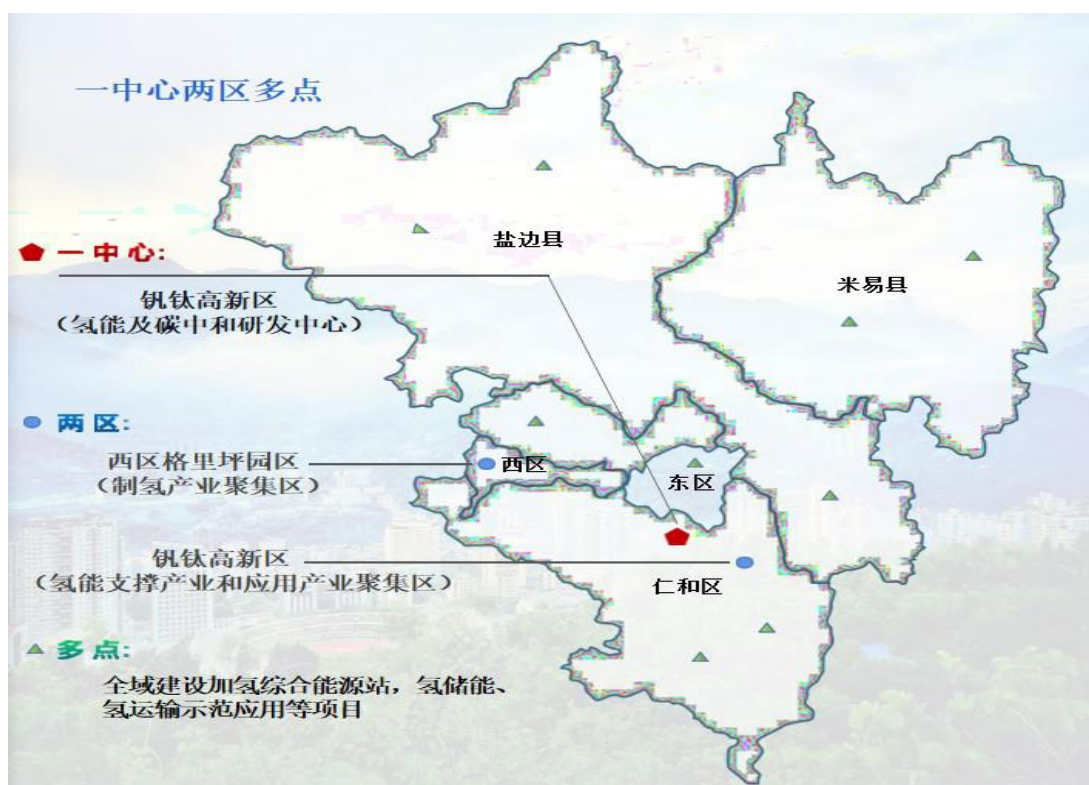 一中心两区多点
一中心:
钒钛高新区
（氢能及碳中和研发中心）
两区:
西区格里坪园区
（制氢产业聚集区）
钒钛高新区
（氢能支撑产业和应用产业聚集区）
多点:
全域建设加氢综合能源站，氢储能、
氢运输示范应用等项目
盐边县
米易县
西区
东区
仁和区